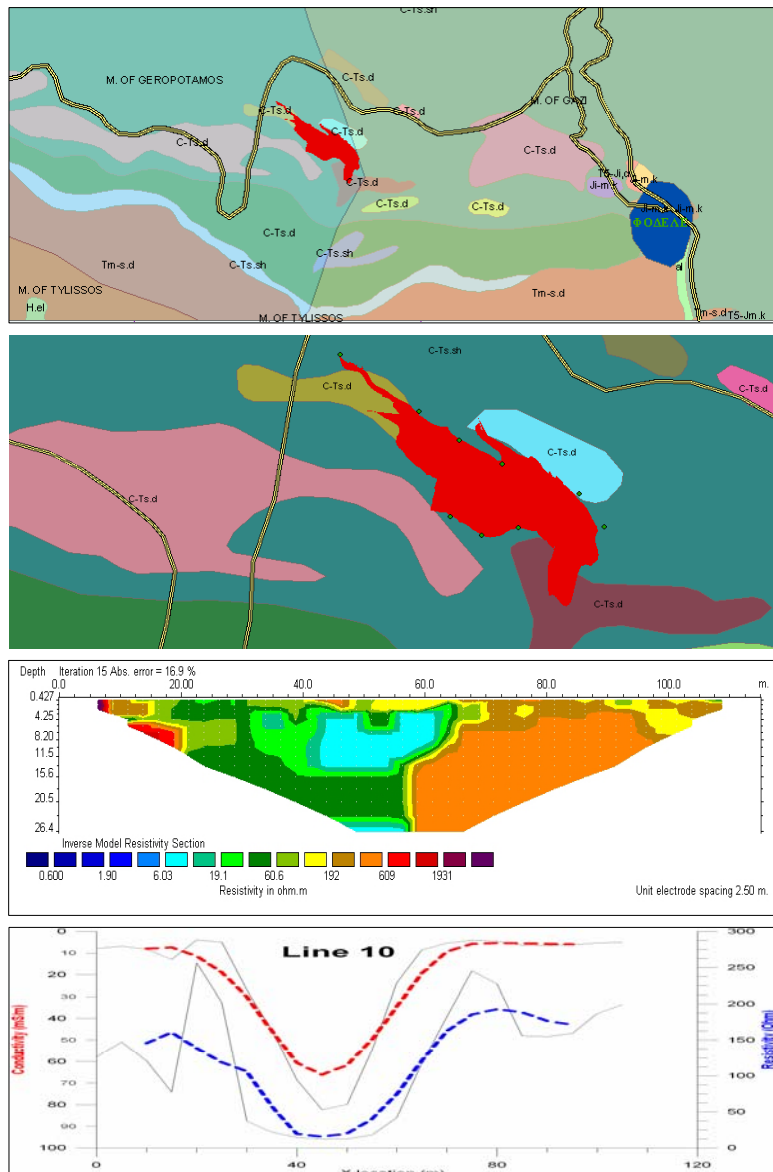 C-Ts.sh
C-Ts.d
M. OF GEROPOTAMOS
C-Ts.d
C-Ts.d
M. OF GAZI
C-Ts.d
C-Ts.d
C-Ts.d
C-Ts.d
Ji-m.k
ΦΟΔΕΛΕ
C-Ts.d
C-Ts.d
C-Ts.d
C-Ts.sh
C-Ts.sh
al
Tm-s.d
Tm-s.d
M. OF TYLISSOS
H.el
M. OF TYLISSOS
T5-Jm.k
C-Ts.sh
C-Ts.d
C-Ts.d
C-Ts.d
C-Ts.d
C-Ts.d
Depth Iteration 15 Abs. error = 16.9 %
0.0 20.00 40.0 60.0 80.0 100.0 m.
0.427
4.25
8.20
11.5
15.6
20.5
26.4
Inverse Model Resistivity Section
0.600 1.90 6.03 19.1 60.6 192 609 1931
Resistivity in ohm.m
Unit electrode spacing 2.50 m.
Line 10
Conductivity (mS/m)
0
10
20
30
40
50
60
70
80
90
100
300
250
200
150
100
50
0
Resistivity (Ohm)
0 40 80 120
X location (m)